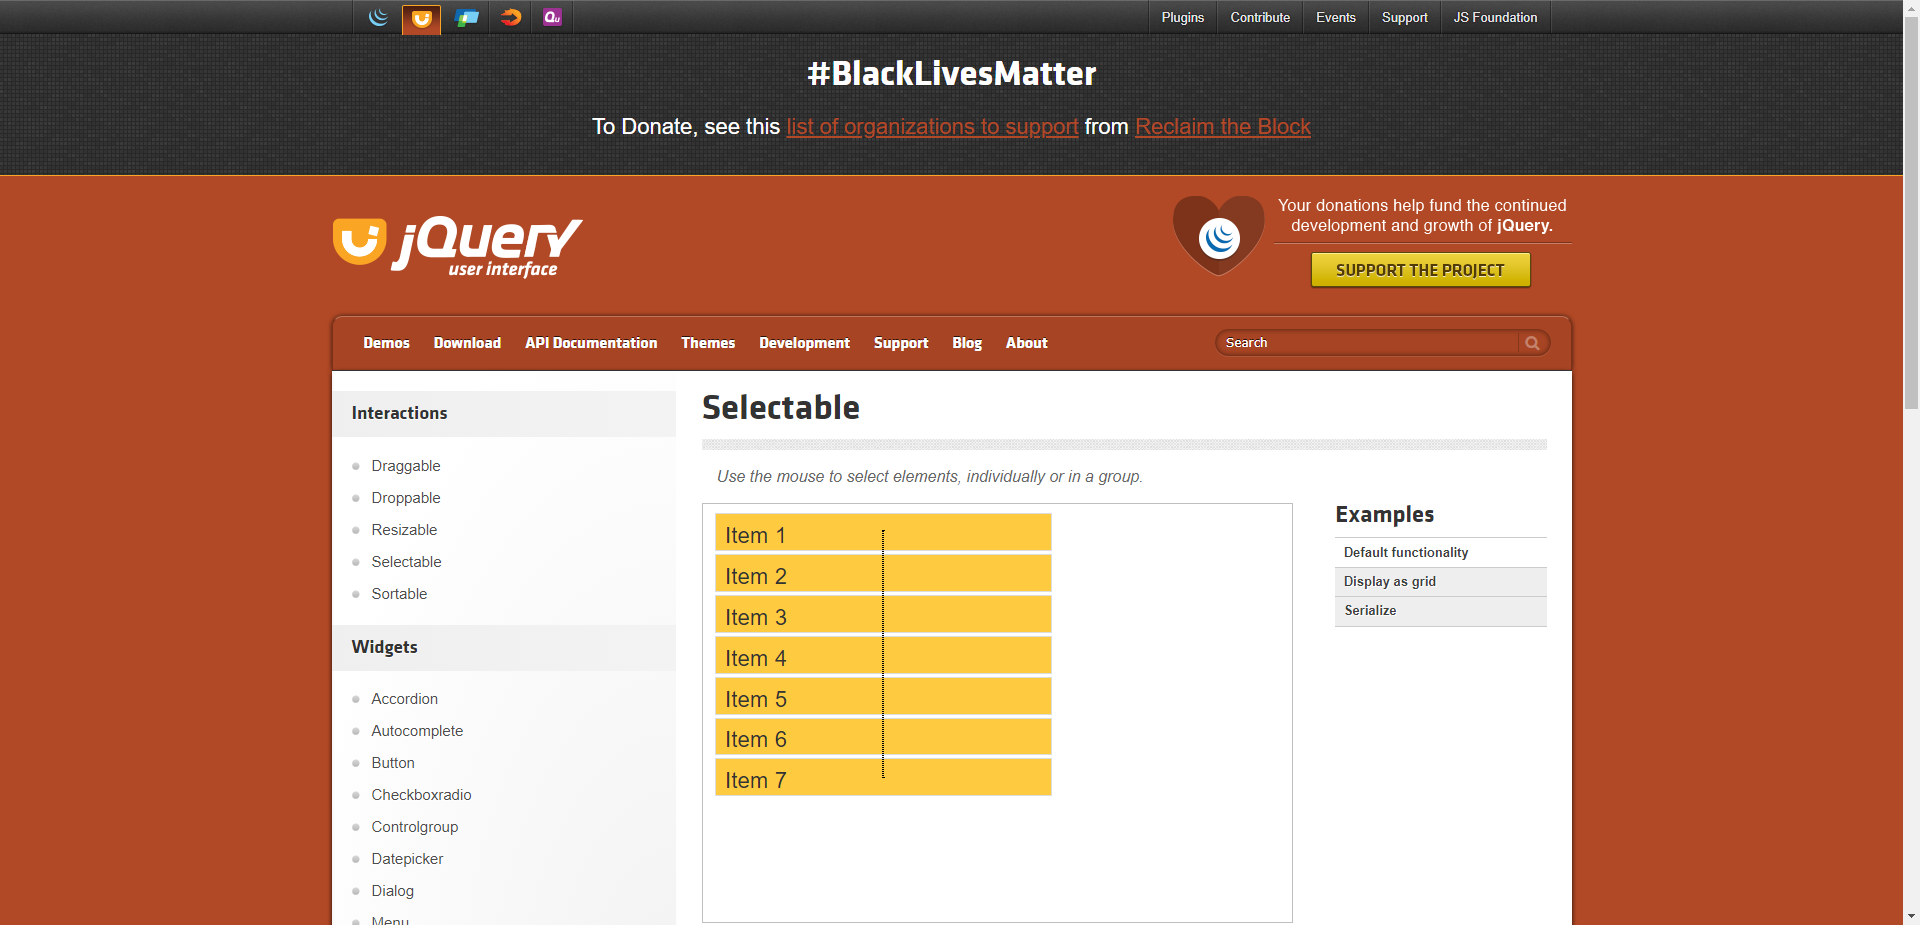 Qu
Plugins
Contribute
Events
Support
JS Foundation
#BlackLivesMatter
To Donate, see this list of organizations to support from Reclaim the Block
jQuery
user interface
Your donations help fund the continued
development and growth of jQuery.
SUPPORT THE PROJECT
Demos
Download
API Documentation
Themes
Development
Support
Blog
About
Search
Interactions
Draggable
Droppable
Resizable
Selectable
Sortable
Widgets
Accordion
Autocomplete
Button
Checkboxradio
Controlgroup
Datepicker
Dialog
Menu
Selectable
Use the mouse to select elements, individually or in a group.
Item 1
Item 2
Item 3
Item 4
Item 5
Item 6
Item 7
Examples
Default functionality
Display as grid
Serialize